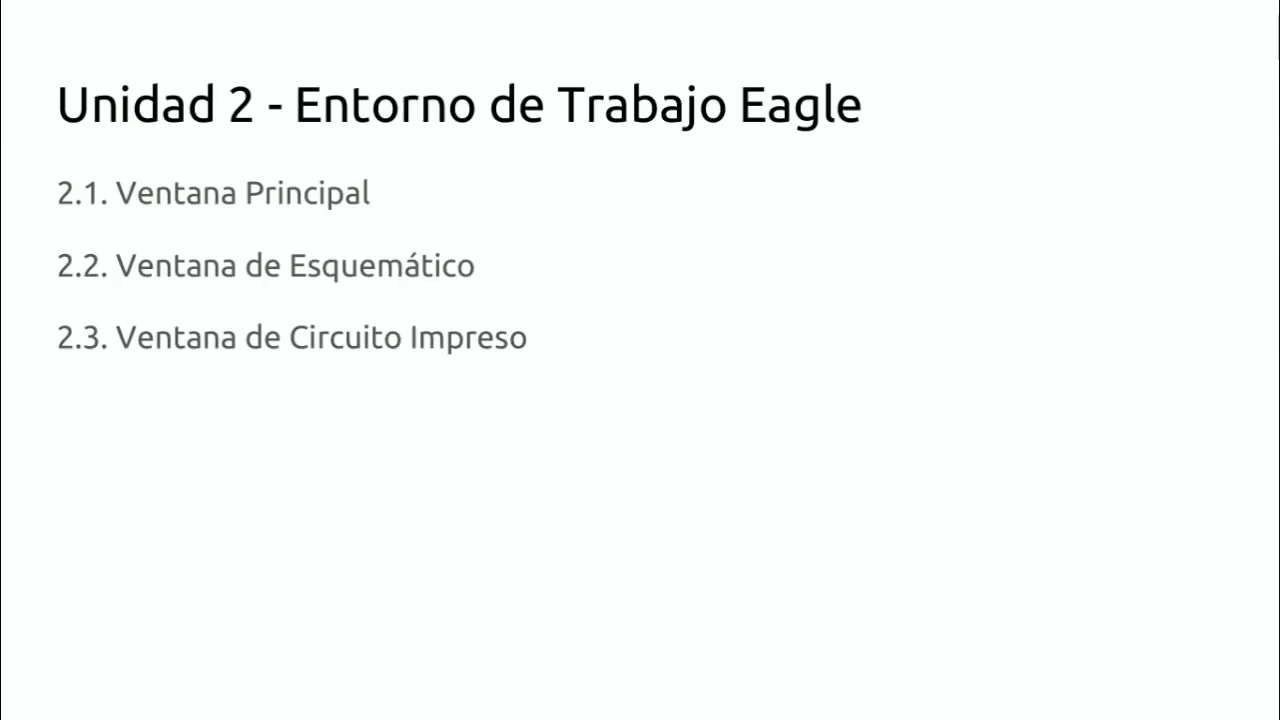 Unidad 2 - Entorno de Trabajo Eagle
2.1. Ventana Principal
2.2. Ventana de Esquemático
2.3. Ventana de Circuito Impreso